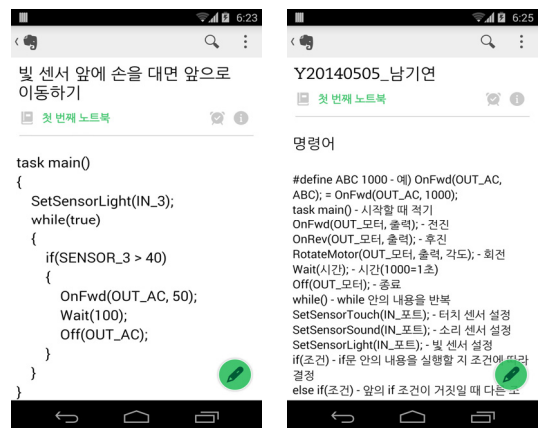 6:23
빛 센서 앞에 손을 대면 앞으로
이동하기
첫 번째 노트북
task main()
{
SetSensorLight(IN_3);
while(true)
{
if(SENSOR_3 > 40)
{
OnFwd(OUT_AC, 50);
Wait(100);
Off(OUT_AC);
}
}
}
6:25
Y20140505_남기연
첫 번째 노트북
명령어
#define ABC 1000 - 예) OnFwd(OUT_AC,
ABC); = OnFwd(OUT_AC, 1000);
task main() - 시작할 때 적기
OnFwd(OUT_모터, 출력); - 전진
OnRev(OUT_모터, 출력); - 후진
RotateMotor(OUT_모터, 출력, 각도); - 회전
Wait(시간); - 시간(1000=1초)
Off(OUT_모터); - 종료
while() - while 안의 내용을 반복
SetSensorTouch(IN_포트); - 터치 센서 설정
SetSensorSound(IN_포트); - 소리 센서 설정
SetSensorLight(IN_포트); - 빛 센서 설정
if(조건) - if문 안의 내용을 실행할 지 조건에 따라
결정
else if(조건) - 앞의 if 조건이 거짓일 때 다른